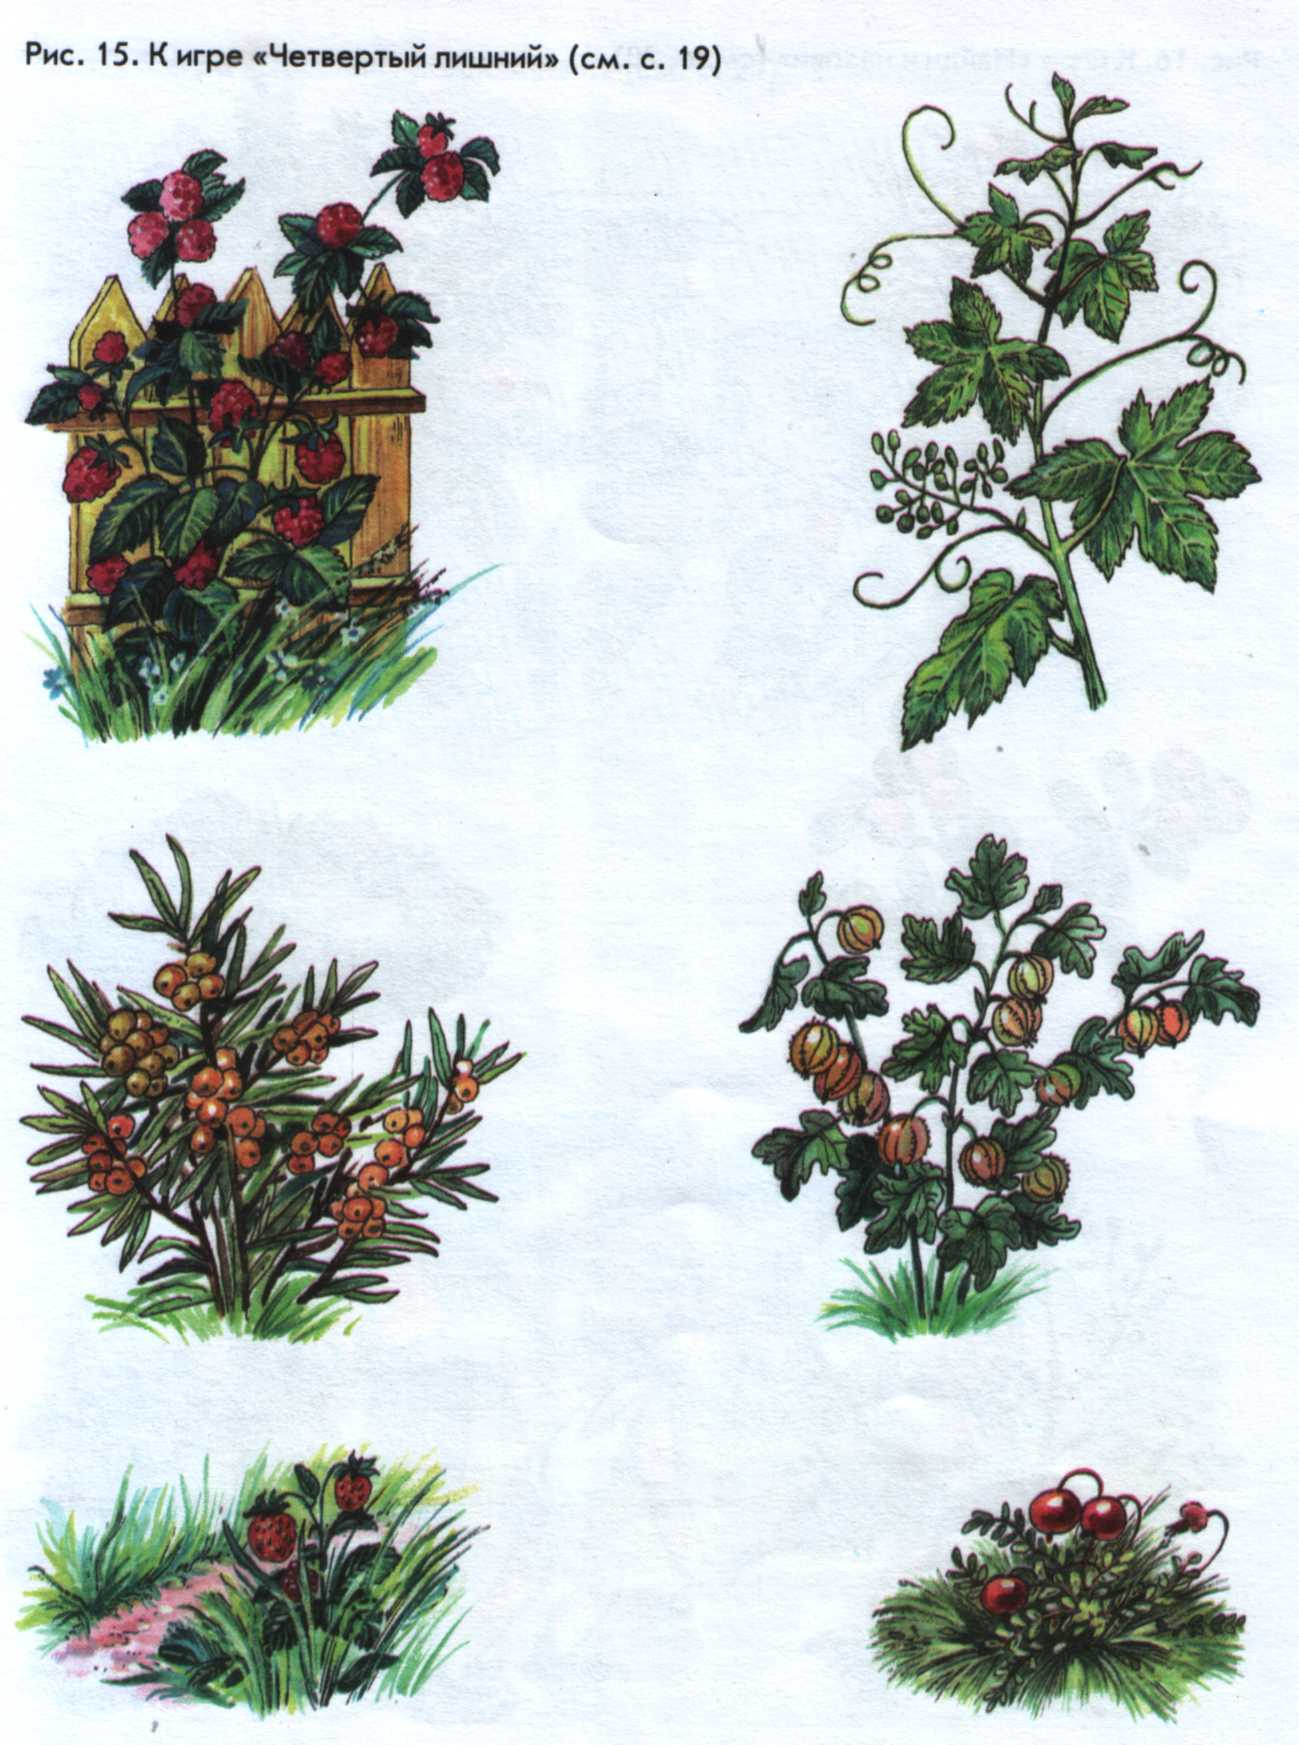 Рис. 15. К игре «Четвертый лишний» (см. с. 19)